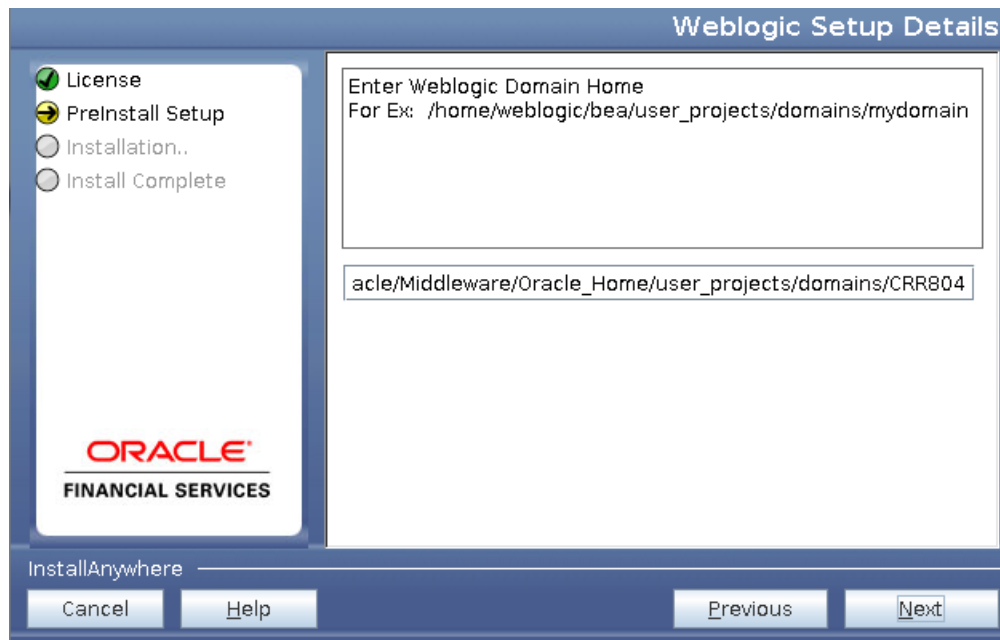 Weblogic Setup Details
License
PreInstall Setup
Installation..
Install Complete
Enter Weblogic Domain Home
For Ex:  /home/weblogic/bea/user_projects/domains/mydomain
acle/Middleware/Oracle_Home/user_projects/domains/CRR804
ORACLE
FINANCIAL SERVICES
InstallAnywhere
Cancel
Help
Previous
Next